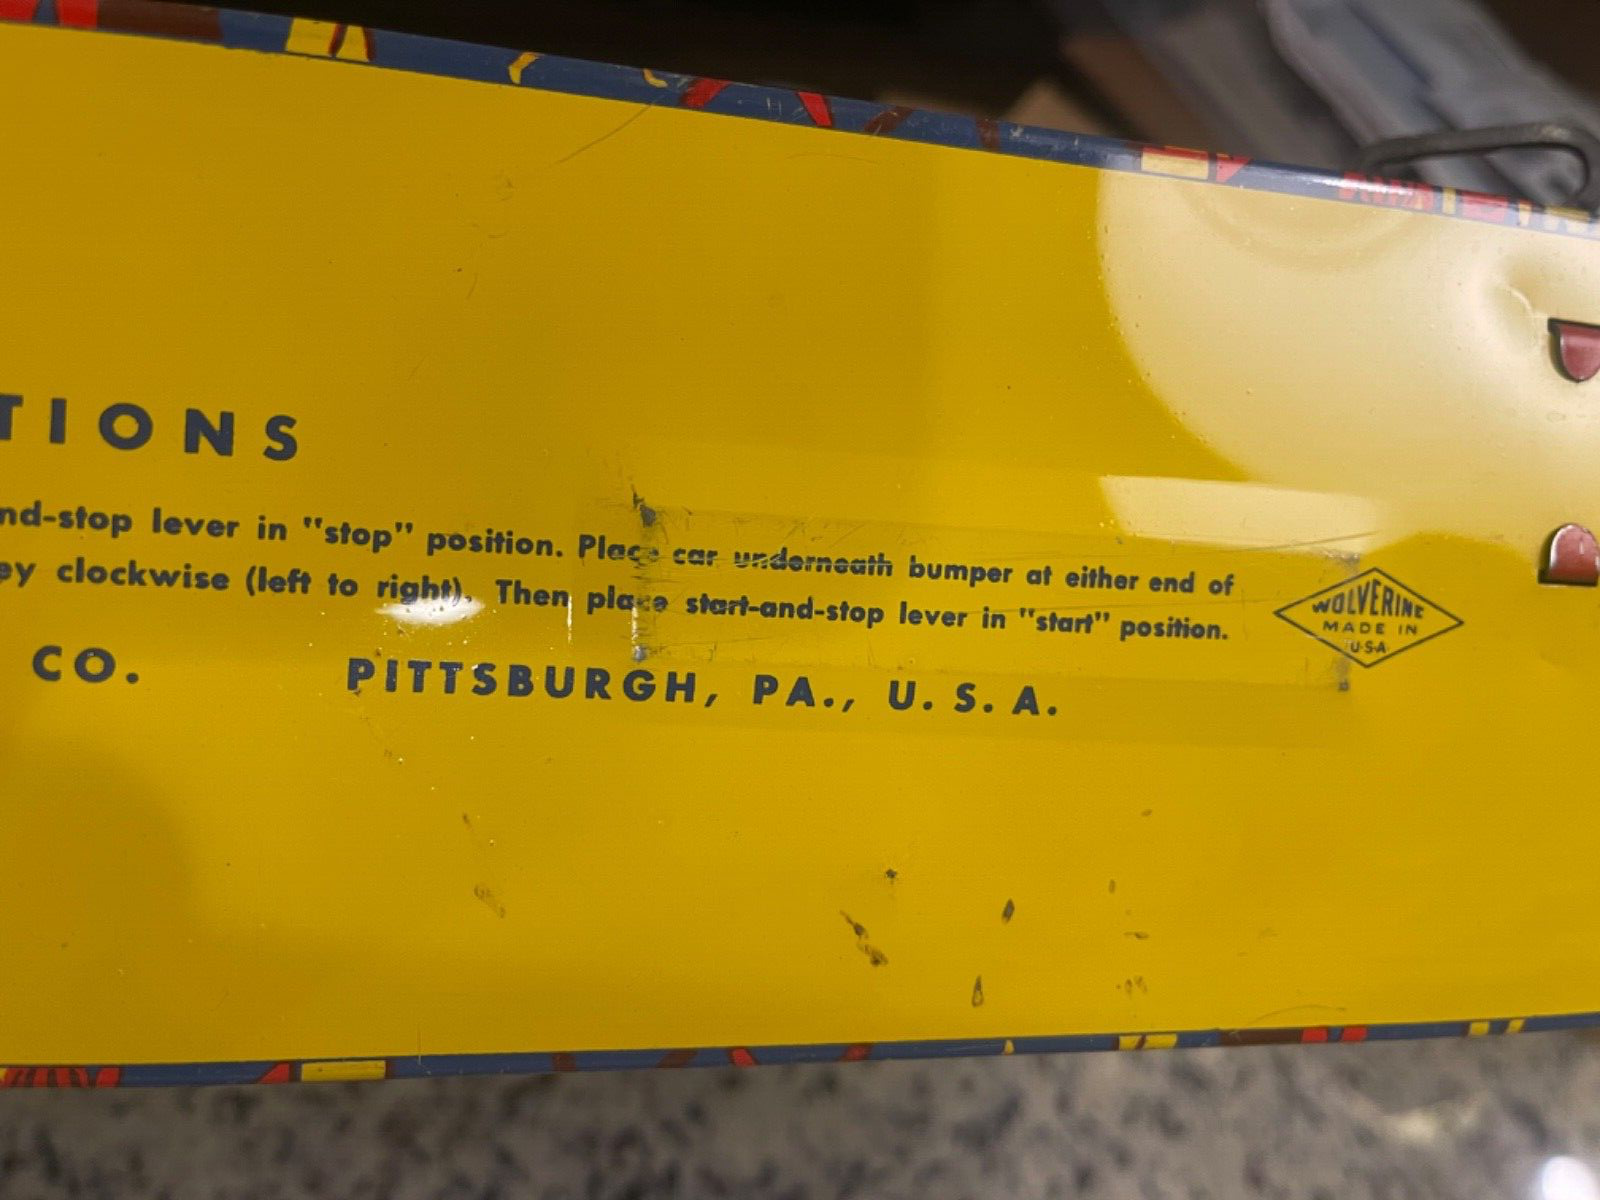 TIONS
nd-stop lever in "stop" position. Place car underneath bumper at either end of
ey clockwise (left to right). Then place start-and-stop lever in "start" position.
CO. PITTSBURGH, PA., U. S. A.
WOLVERINE
MADE IN
U·S·A